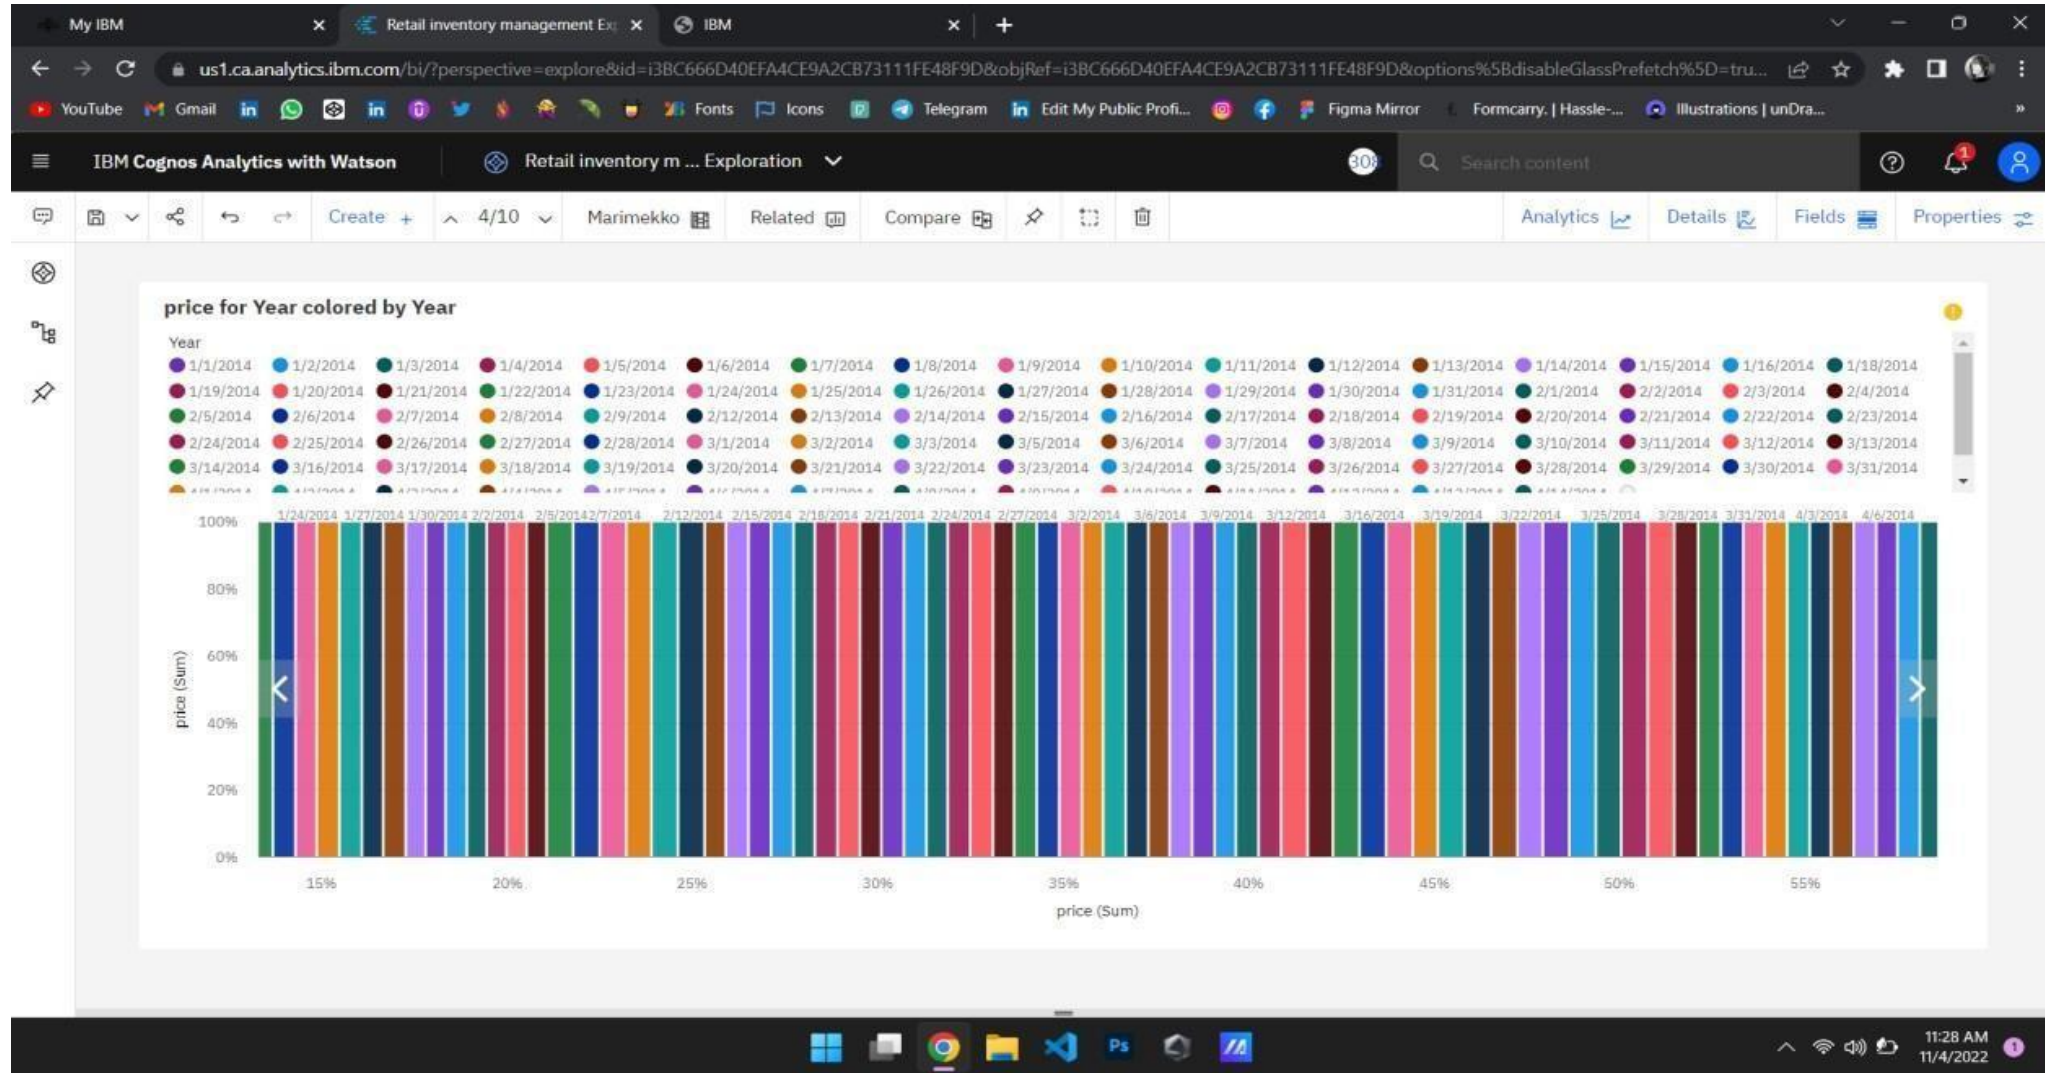 My IBM
Retail inventory management Ex
IBM
us1.ca.analytics.ibm.com/bi/?perspective=explore&id=i3BC666D40EFA4CE9A2CB73111FE48F9D&objRef=i3BC666D40EFA4CE9A2CB73111FE48F9D&options%5BdisableGlassPrefetch%5D=tru...
YouTube Gmail Fonts Icons Telegram Edit My Public Profi... Figma Mirror Formcarry. | Hassle-... Illustrations | unDra... »
IBM Cognos Analytics with Watson Retail inventory m ... Exploration 308 Search content 1
Create + 4/10 Marimekko Related Compare Analytics Details Fields Properties
price for Year colored by Year
Year
1/1/2014 1/2/2014 1/3/2014 1/4/2014 1/5/2014 1/6/2014 1/7/2014 1/8/2014 1/9/2014 1/10/2014 1/11/2014 1/12/2014 1/13/2014 1/14/2014 1/15/2014 1/16/2014 1/18/2014
1/19/2014 1/20/2014 1/21/2014 1/22/2014 1/23/2014 1/24/2014 1/25/2014 1/26/2014 1/27/2014 1/28/2014 1/29/2014 1/30/2014 1/31/2014 2/1/2014 2/2/2014 2/3/2014 2/4/2014
2/5/2014 2/6/2014 2/7/2014 2/8/2014 2/9/2014 2/12/2014 2/13/2014 2/14/2014 2/15/2014 2/16/2014 2/17/2014 2/18/2014 2/19/2014 2/20/2014 2/21/2014 2/22/2014 2/23/2014
2/24/2014 2/25/2014 2/26/2014 2/27/2014 2/28/2014 3/1/2014 3/2/2014 3/3/2014 3/5/2014 3/6/2014 3/7/2014 3/8/2014 3/9/2014 3/10/2014 3/11/2014 3/12/2014 3/13/2014
3/14/2014 3/16/2014 3/17/2014 3/18/2014 3/19/2014 3/20/2014 3/21/2014 3/22/2014 3/23/2014 3/24/2014 3/25/2014 3/26/2014 3/27/2014 3/28/2014 3/29/2014 3/30/2014 3/31/2014
1/24/2014 1/27/2014 1/30/2014 2/2/2014 2/5/2014 2/7/2014 2/12/2014 2/15/2014 2/18/2014 2/21/2014 2/24/2014 2/27/2014 3/2/2014 3/6/2014 3/9/2014 3/12/2014 3/16/2014 3/19/2014 3/22/2014 3/25/2014 3/28/2014 3/31/2014 4/3/2014 4/6/2014
100%
80%
60%
40%
20%
0%
price (Sum)
15% 20% 25% 30% 35% 40% 45% 50% 55%
price (Sum)
Ps
11:28 AM
11/4/2022
1